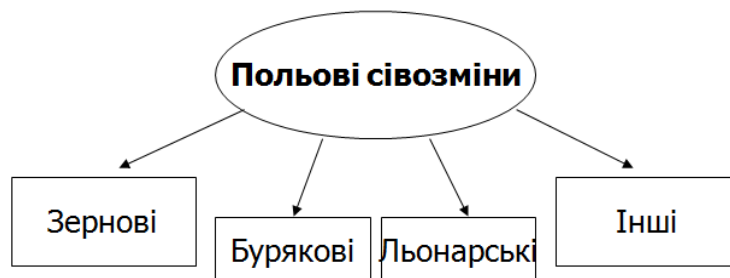 Польові сівозміни
Зернові
Бурякові
Льонарські
Інші